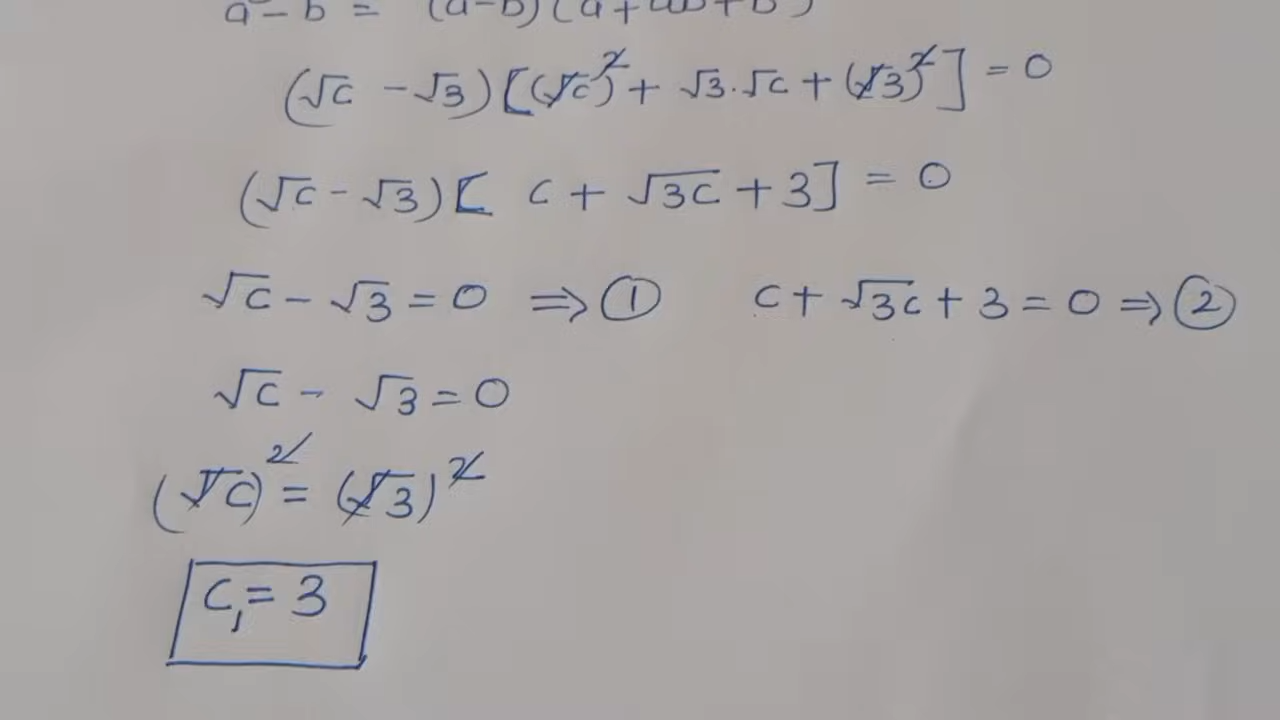 a - b = (a-b)(a+ab+b)
(√c - √3)[(√c)² + √3.√c + (√3)²] = 0
(√c - √3)[ c + √3c + 3] = 0
√c - √3 = 0 ⇒ ① c + √3c + 3 = 0 ⇒ ②
√c - √3 = 0
(√c)² = (√3)²
c₁ = 3